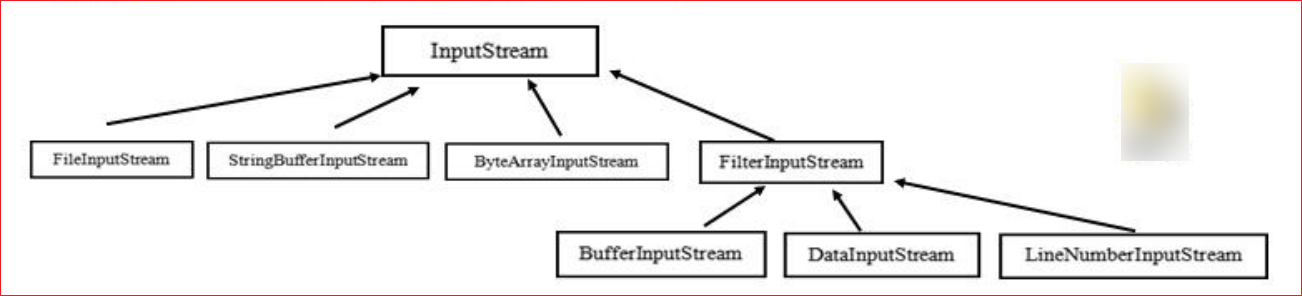 InputStream
FileInputStream
StringBufferInputStream
ByteArrayInputStream
FilterInputStream
BufferInputStream
DataInputStream
LineNumberInputStream